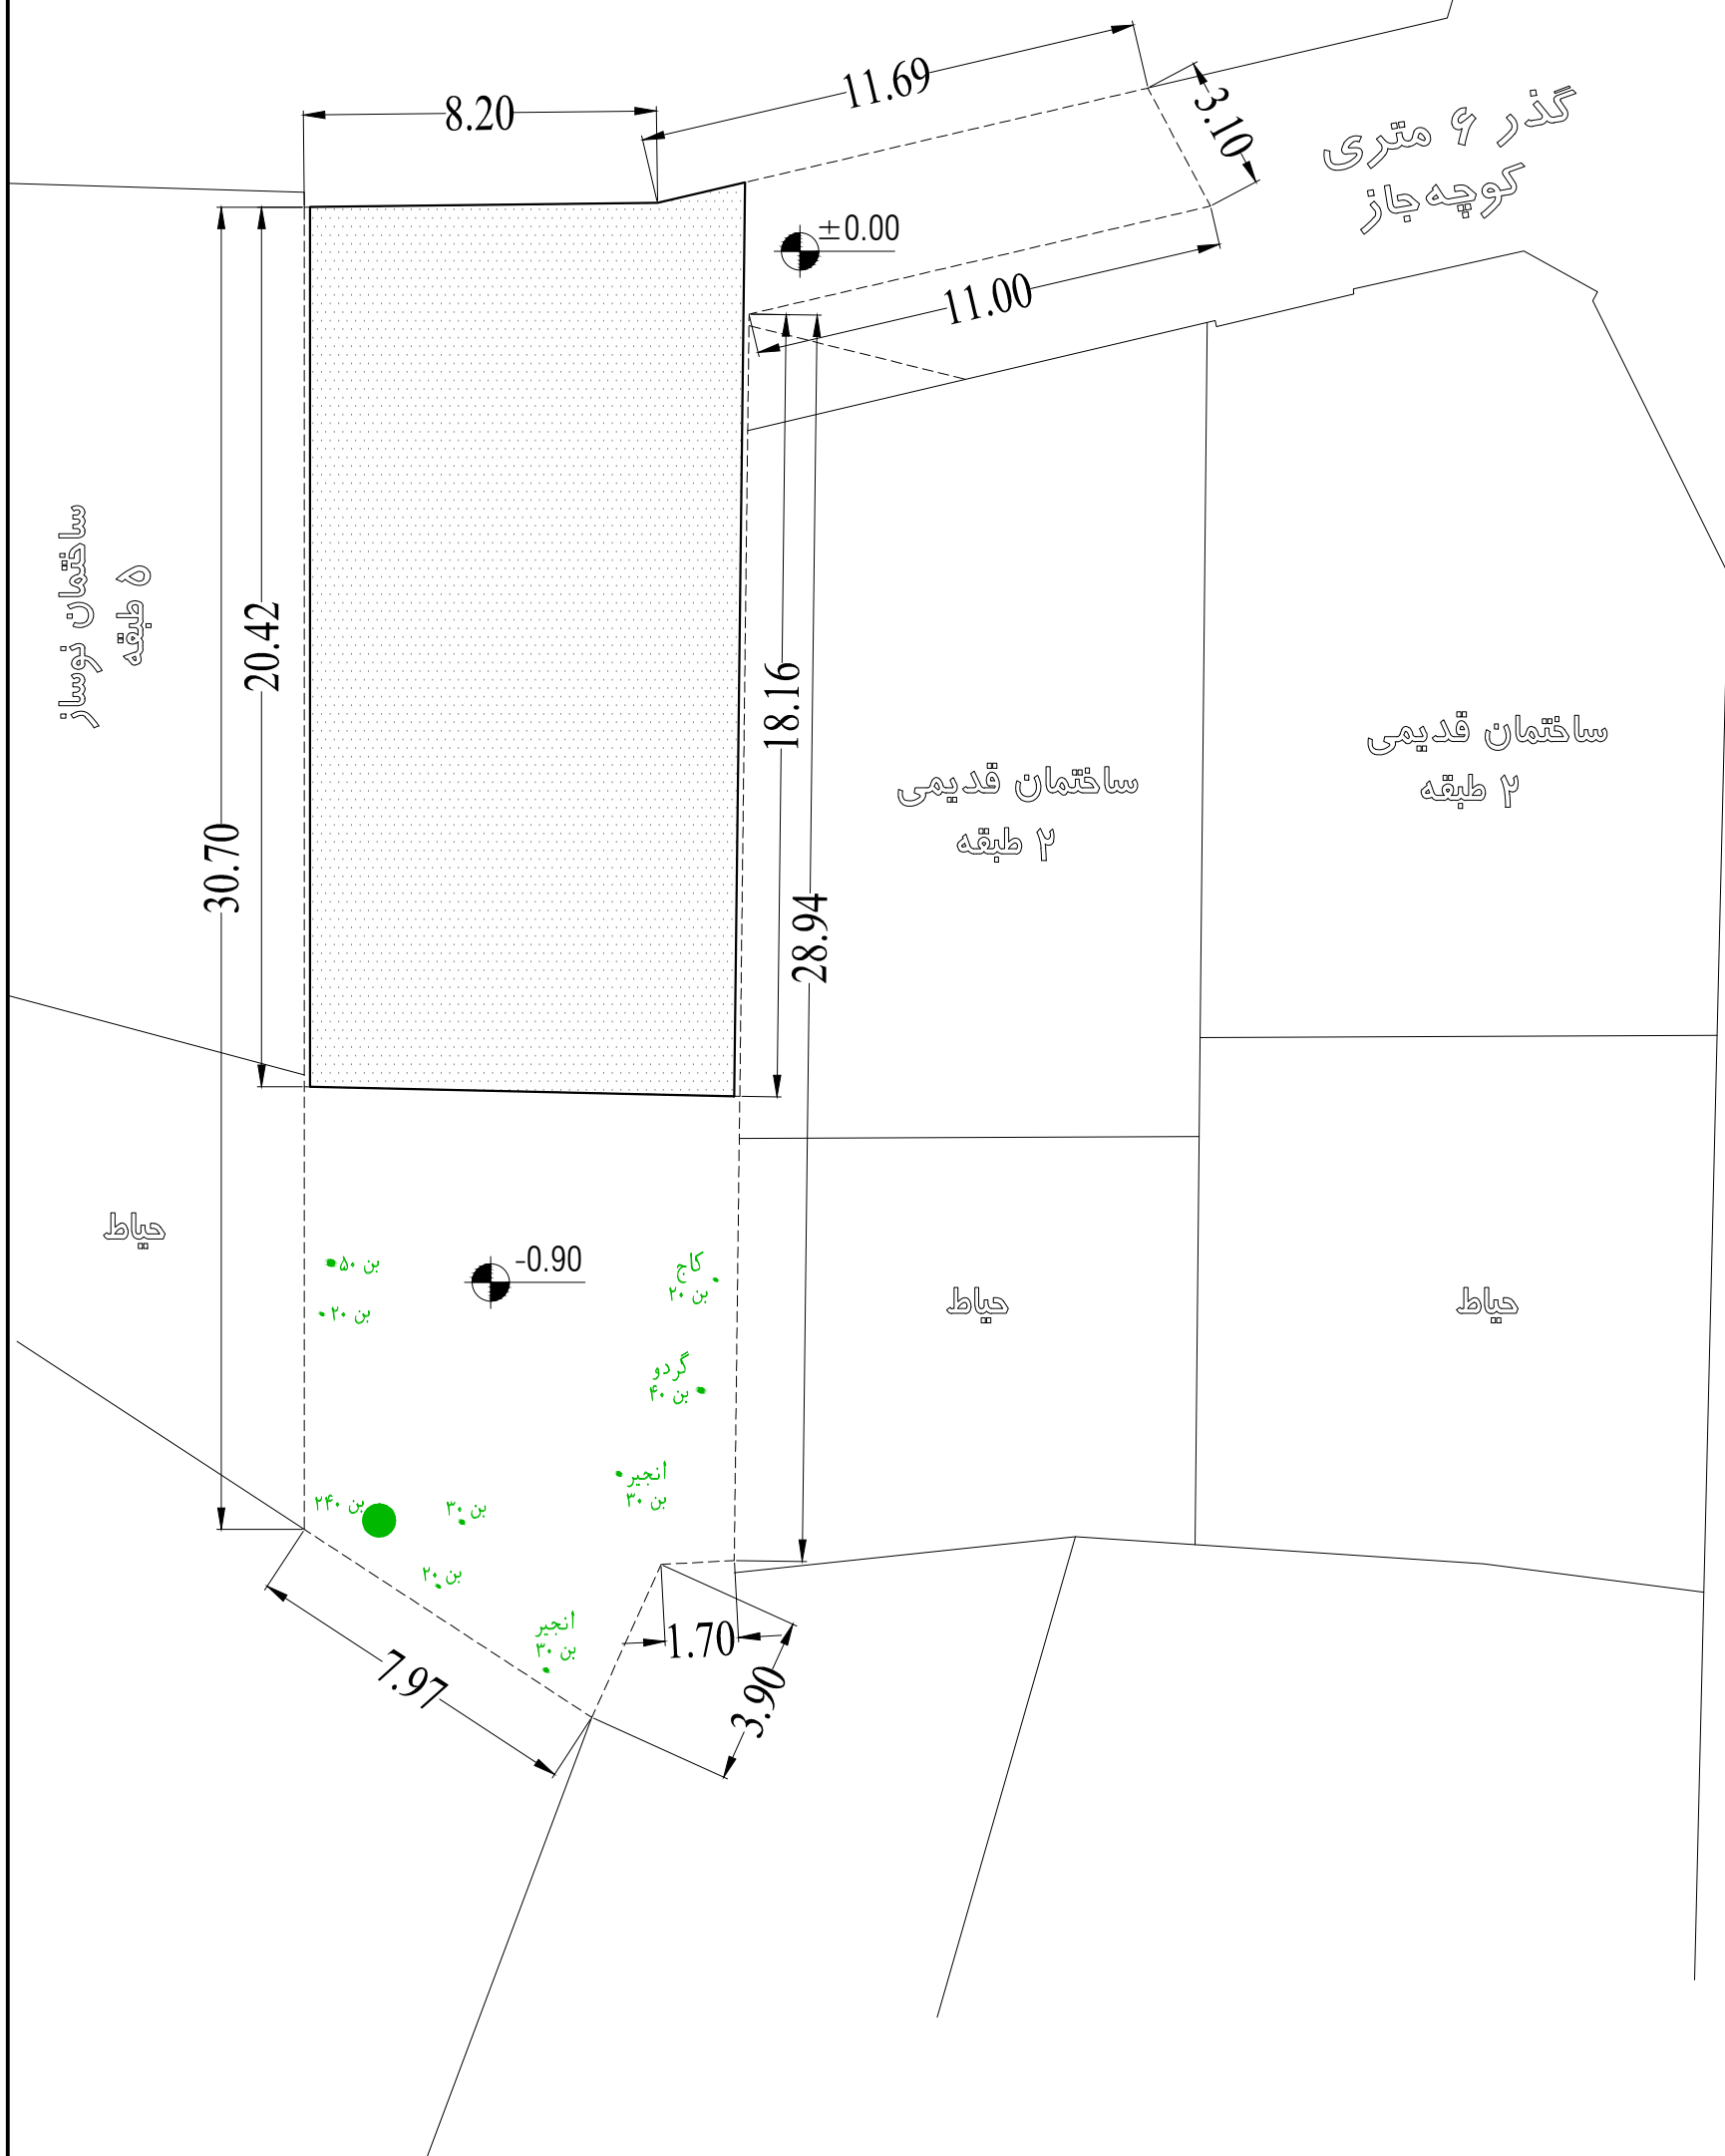 11.69
8.20
3.10
گذر ۶ متری
کوچه جاز
±0.00
11.00
ساختمان نوساز
۵ طبقه
20.42
18.16
30.70
28.94
ساختمان قدیمی
۲ طبقه
ساختمان قدیمی
۲ طبقه
حیاط
بن ۵۰
بن ۲۰
-0.90
کاج
بن ۲۰
گردو
بن ۴۰
حیاط
حیاط
انجیر
بن ۳۰
بن ۲۴۰
بن ۳۰
بن ۲۰
انجیر
بن ۳۰
1.70
3.90
7.97